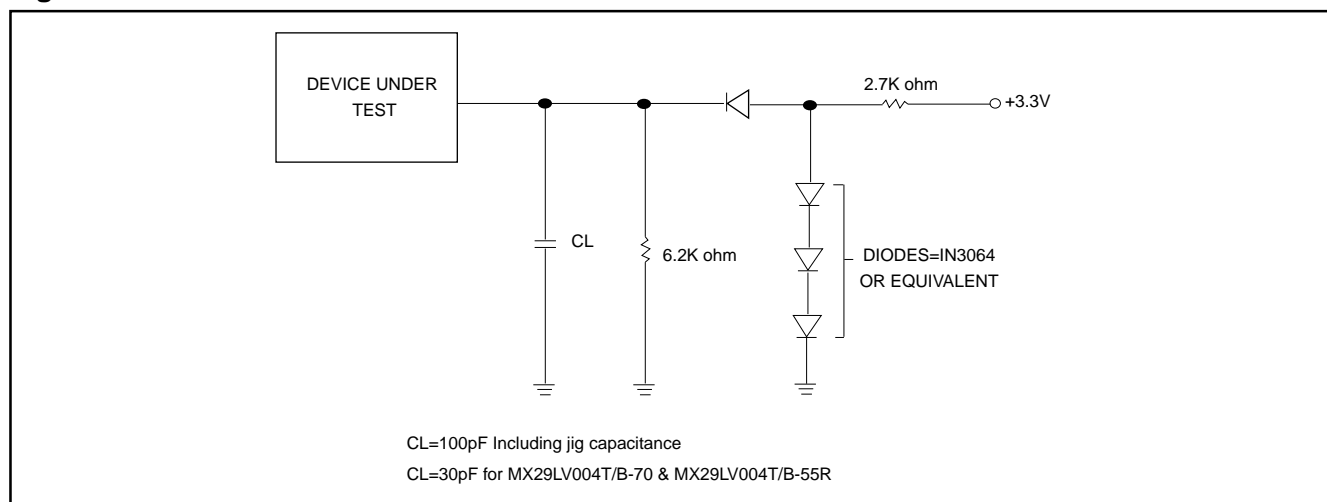 DEVICE UNDER
TEST
2.7K ohm
+3.3V
CL
6.2K ohm
DIODES=IN3064
OR EQUIVALENT
CL=100pF Including jig capacitance
CL=30pF for MX29LV004T/B-70 & MX29LV004T/B-55R